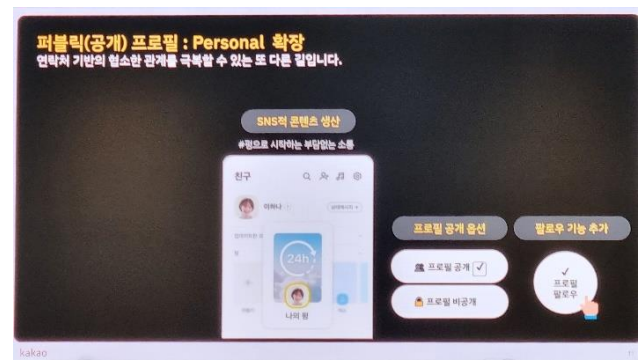 퍼블릭(공개) 프로필 : Personal 확장
연락처 기반의 협소한 관계를 극복할 수 있는 또 다른 길입니다.
SNS적 콘텐츠 생산
#펑으로 시작하는 부담없는 소통
친구
이하나
24h
나의 펑
프로필 공개 옵션
프로필 공개
프로필 비공개
팔로우 기능 추가
프로필
팔로우
kakao